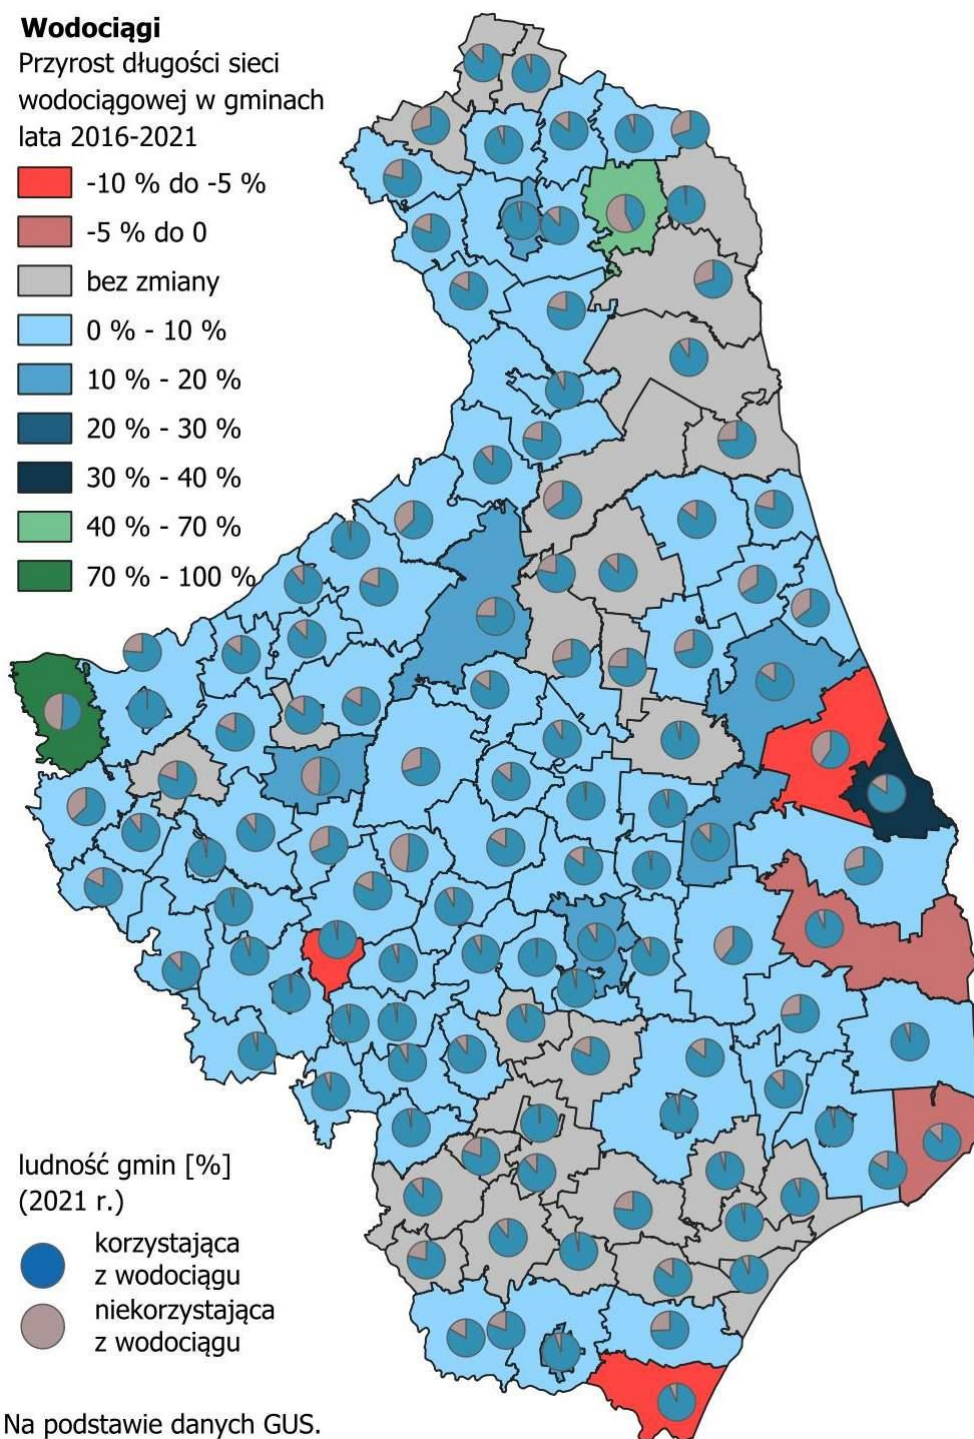 Wodociągi
Przyrost długości sieci
wodociągowej w gminach
lata 2016-2021
-10 % do -5 %
-5 % do 0
bez zmiany
0 % - 10 %
10 % - 20 %
20 % - 30 %
30 % - 40 %
40 % - 70 %
70 % - 100 %
ludność gmin [%]
(2021 r.)
korzystająca
z wodociągu
niekorzystająca
z wodociągu
Na podstawie danych GUS.